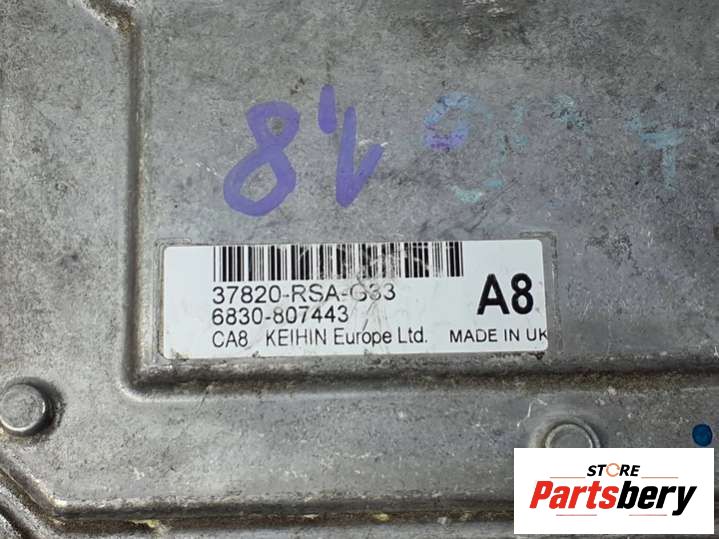 1,8
37820-RSA-G33
6830-807443
A8
CA8 KEIHIN Europe Ltd. MADE IN UK
STORE
Partsbery